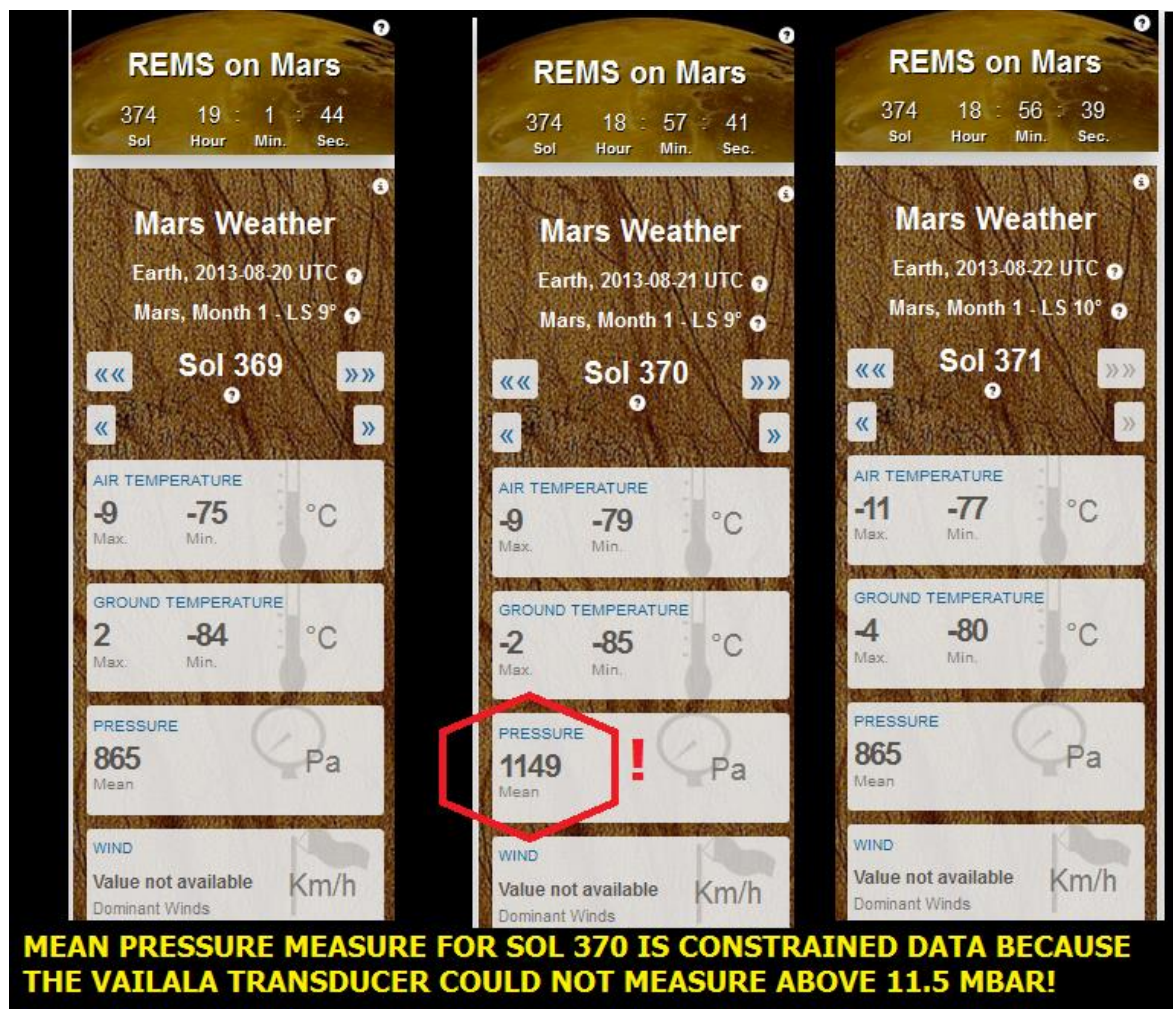 REMS on Mars
374 19 : 1 : 44
Sol Hour Min. Sec.
Mars Weather
Earth, 2013-08-20 UTC
Mars, Month 1 - LS 9°
«« Sol 369 »»
« »
AIR TEMPERATURE
-9 -75 °C
Max. Min.
GROUND TEMPERATURE
2 -84 °C
Max. Min.
PRESSURE
865 Pa
Mean
WIND
Value not available Km/h
Dominant Winds
REMS on Mars
374 18 : 57 : 41
Sol Hour Min. Sec.
Mars Weather
Earth, 2013-08-21 UTC
Mars, Month 1 - LS 9°
«« Sol 370 »»
« »
AIR TEMPERATURE
-9 -79 °C
Max. Min.
GROUND TEMPERATURE
-2 -85 °C
Max. Min.
PRESSURE
1149 ! Pa
Mean
WIND
Value not available Km/h
Dominant Winds
REMS on Mars
374 18 : 56 : 39
Sol Hour Min. Sec.
Mars Weather
Earth, 2013-08-22 UTC
Mars, Month 1 - LS 10°
«« Sol 371 »»
« »
AIR TEMPERATURE
-11 -77 °C
Max. Min.
GROUND TEMPERATURE
-4 -80 °C
Max. Min.
PRESSURE
865 Pa
Mean
WIND
Value not available Km/h
Dominant Winds
MEAN PRESSURE MEASURE FOR SOL 370 IS CONSTRAINED DATA BECAUSE
THE VAILALA TRANSDUCER COULD NOT MEASURE ABOVE 11.5 MBAR!